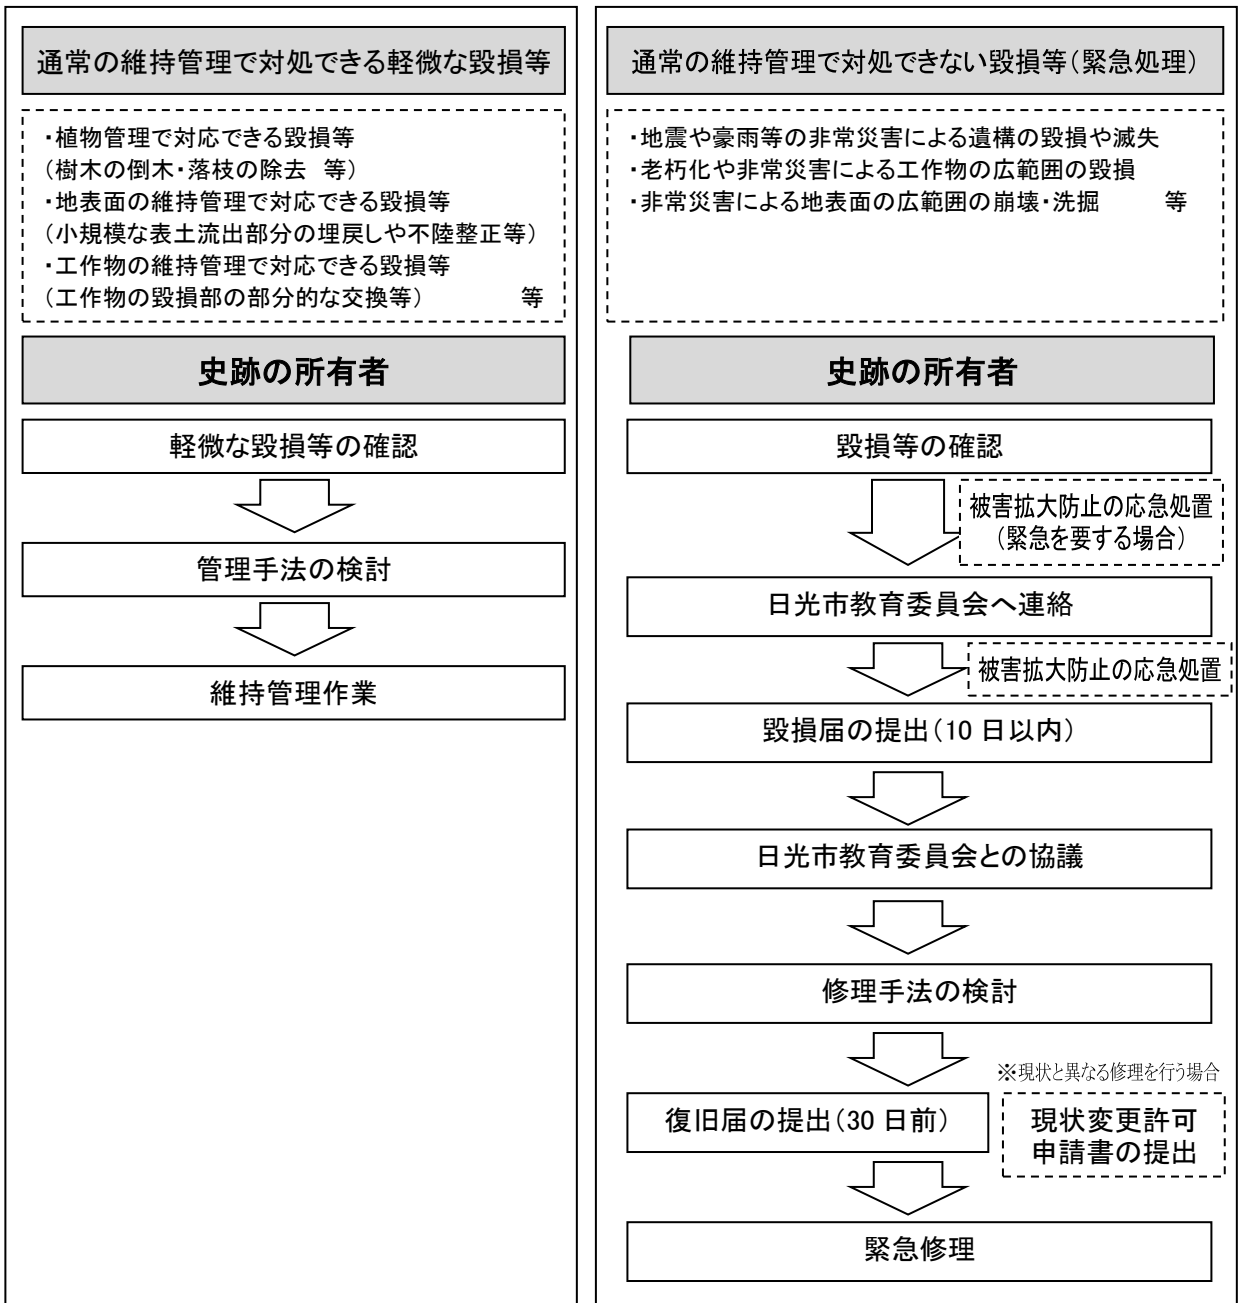 通常の維持管理で対処できる軽微な毀損等
・植物管理で対応できる毀損等
（樹木の倒木・落枝の除去　等）
・地表面の維持管理で対応できる毀損等
（小規模な表土流出部分の埋戻しや不陸整正等）
・工作物の維持管理で対応できる毀損等
（工作物の毀損部の部分的な交換等）　　　　等
史跡の所有者
軽微な毀損等の確認
管理手法の検討
維持管理作業
通常の維持管理で対処できない毀損等（緊急処理）
・地震や豪雨等の非常災害による遺構の毀損や滅失
・老朽化や非常災害による工作物の広範囲の毀損
・非常災害による地表面の広範囲の崩壊・洗掘　　　等
史跡の所有者
毀損等の確認
被害拡大防止の応急処置
（緊急を要する場合）
日光市教育委員会へ連絡
被害拡大防止の応急処置
毀損届の提出（10 日以内）
日光市教育委員会との協議
修理手法の検討
※現状と異なる修理を行う場合
復旧届の提出（30 日前）
現状変更許可
申請書の提出
緊急修理